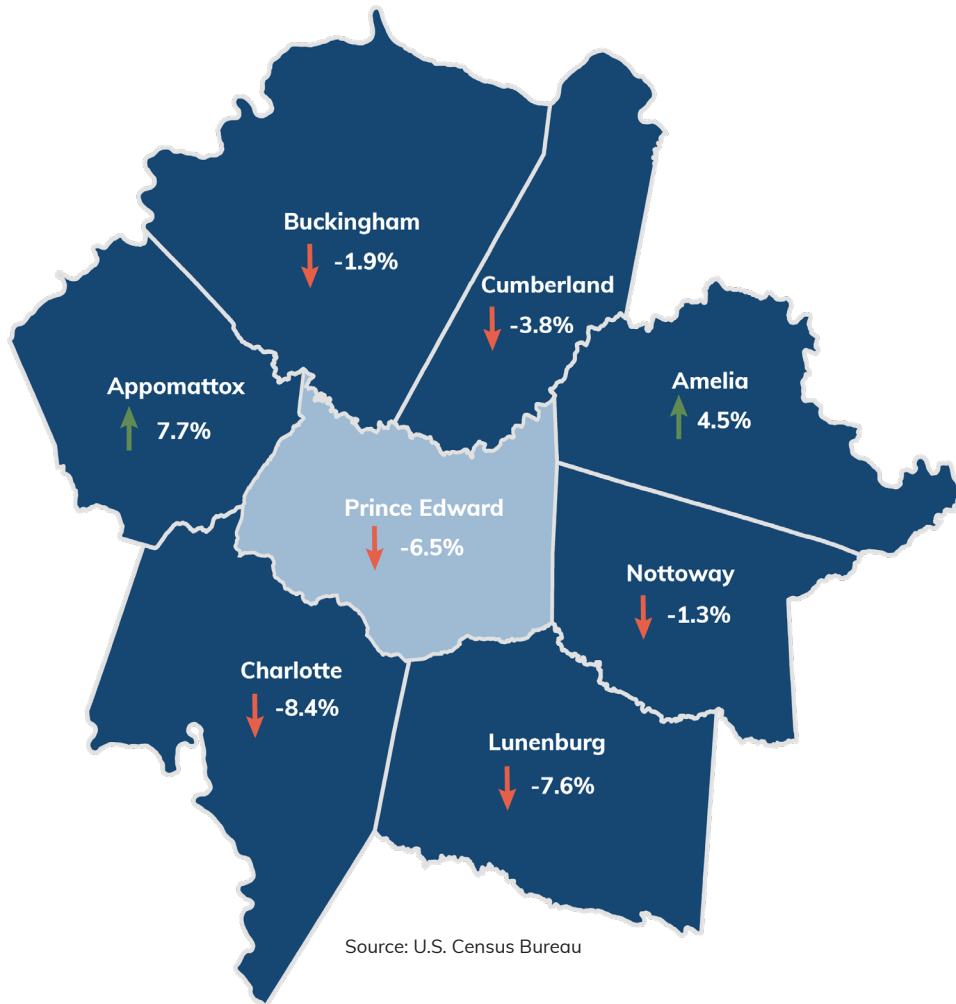 Buckingham
-1.9%
Cumberland
-3.8%
Appomattox
7.7%
Amelia
4.5%
Prince Edward
-6.5%
Nottoway
-1.3%
Charlotte
-8.4%
Lunenburg
-7.6%
Source: U.S. Census Bureau